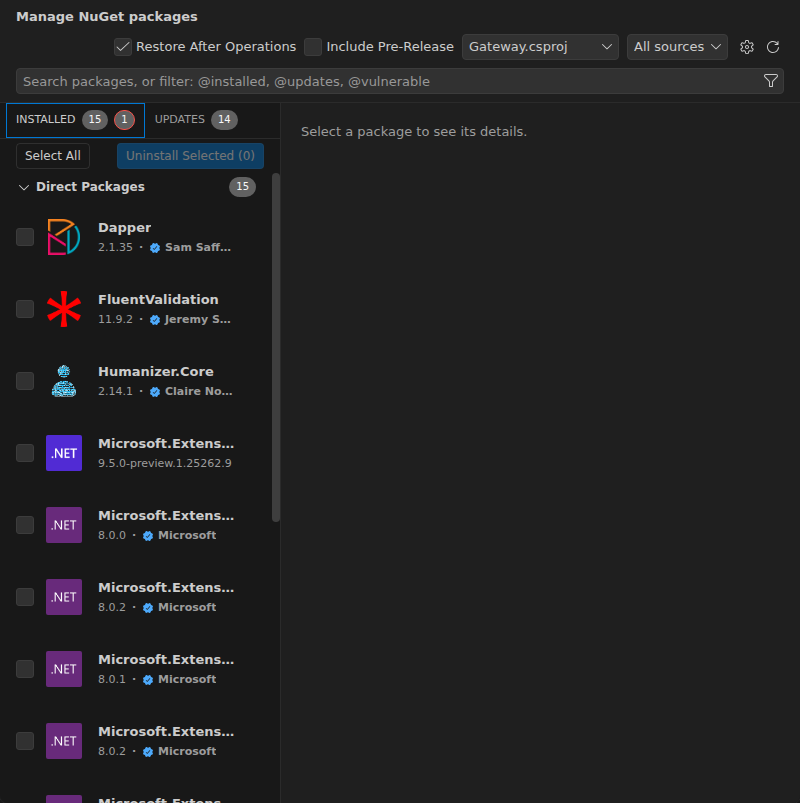 Manage NuGet packages
Restore After Operations Include Pre-Release Gateway.csproj All sources
Search packages, or filter: @installed, @updates, @vulnerable
INSTALLED 15 1 UPDATES 14
Select a package to see its details.
Select All Uninstall Selected (0)
Direct Packages 15
Dapper
2.1.35 · Sam Saff...
FluentValidation
11.9.2 · Jeremy S...
Humanizer.Core
2.14.1 · Claire No...
.NET Microsoft.Extens...
9.5.0-preview.1.25262.9
.NET Microsoft.Extens...
8.0.0 · Microsoft
.NET Microsoft.Extens...
8.0.2 · Microsoft
.NET Microsoft.Extens...
8.0.1 · Microsoft
.NET Microsoft.Extens...
8.0.2 · Microsoft